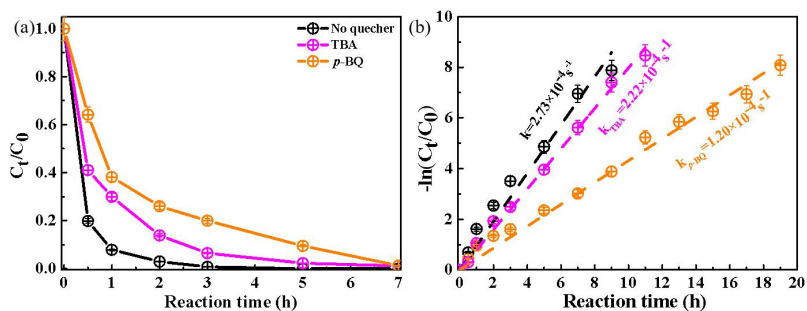 (a)
No quecher
TBA
p-BQ
Ct/C0
1.0
0.8
0.6
0.4
0.2
0.0
0 1 2 3 4 5 6 7
Reaction time (h)
(b)
k=2.73×10⁻⁴s⁻¹
kTBA=2.22×10⁻⁴s-1
kp-BQ=1.20×10⁻⁴s-1
-ln(Ct/C0)
10
8
6
4
2
0
0 2 4 6 8 10 12 14 16 18 20
Reaction time (h)